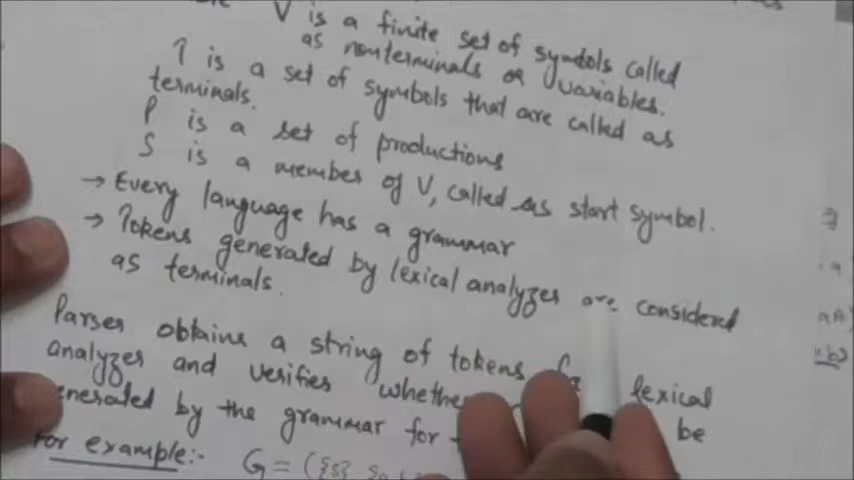 V is a finite set of symbols called
as nonterminals or variables.
T is a set of symbols that are called as
terminals.
P is a set of productions
S is a member of V, called as start symbol.
→ Every language has a grammar
→ Tokens generated by lexical analyzer are considered
as terminals.
Parser obtains a string of tokens lexical
analyzer and verifies whether be
generated by the grammar for
For example:- G = ({S}